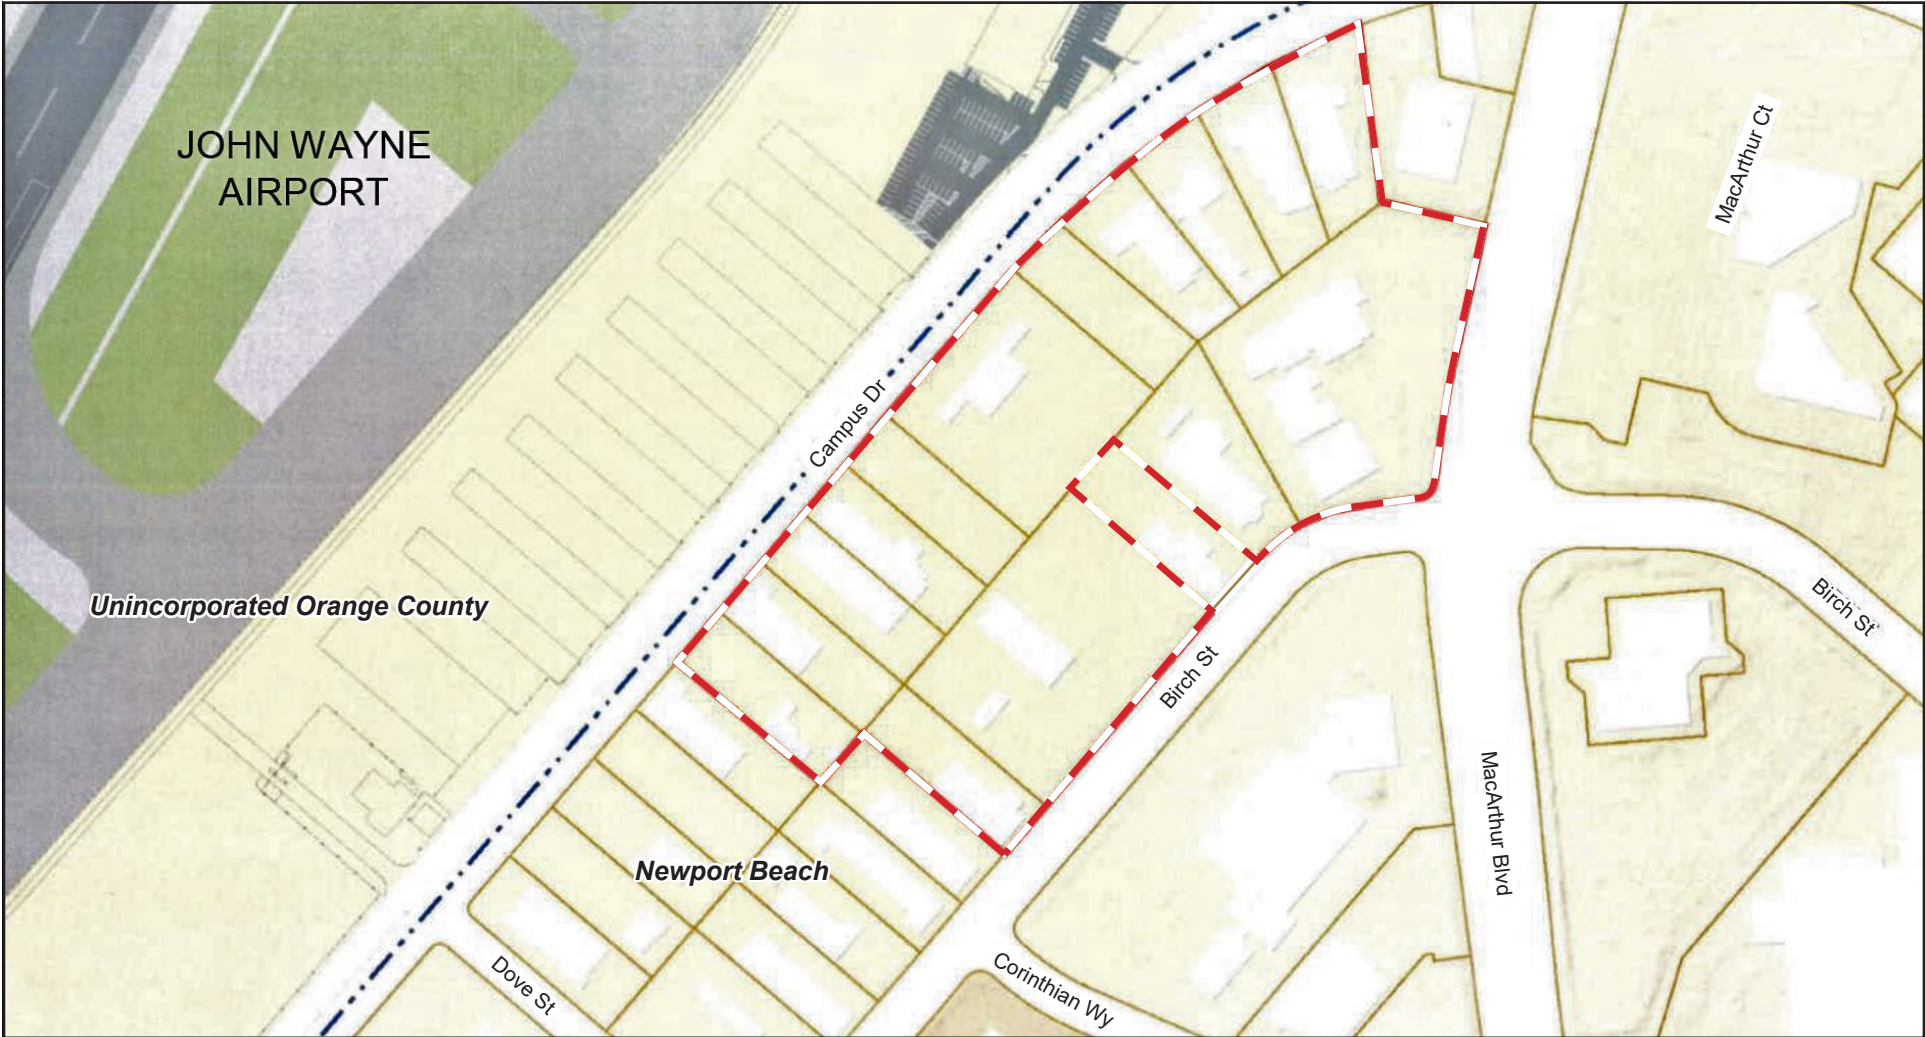 JOHN WAYNE
AIRPORT
MacArthur Ct
Campus Dr
Unincorporated Orange County
Birch St
Birch St
MacArthur Blvd
Newport Beach
Dove St
Corinthian Wy